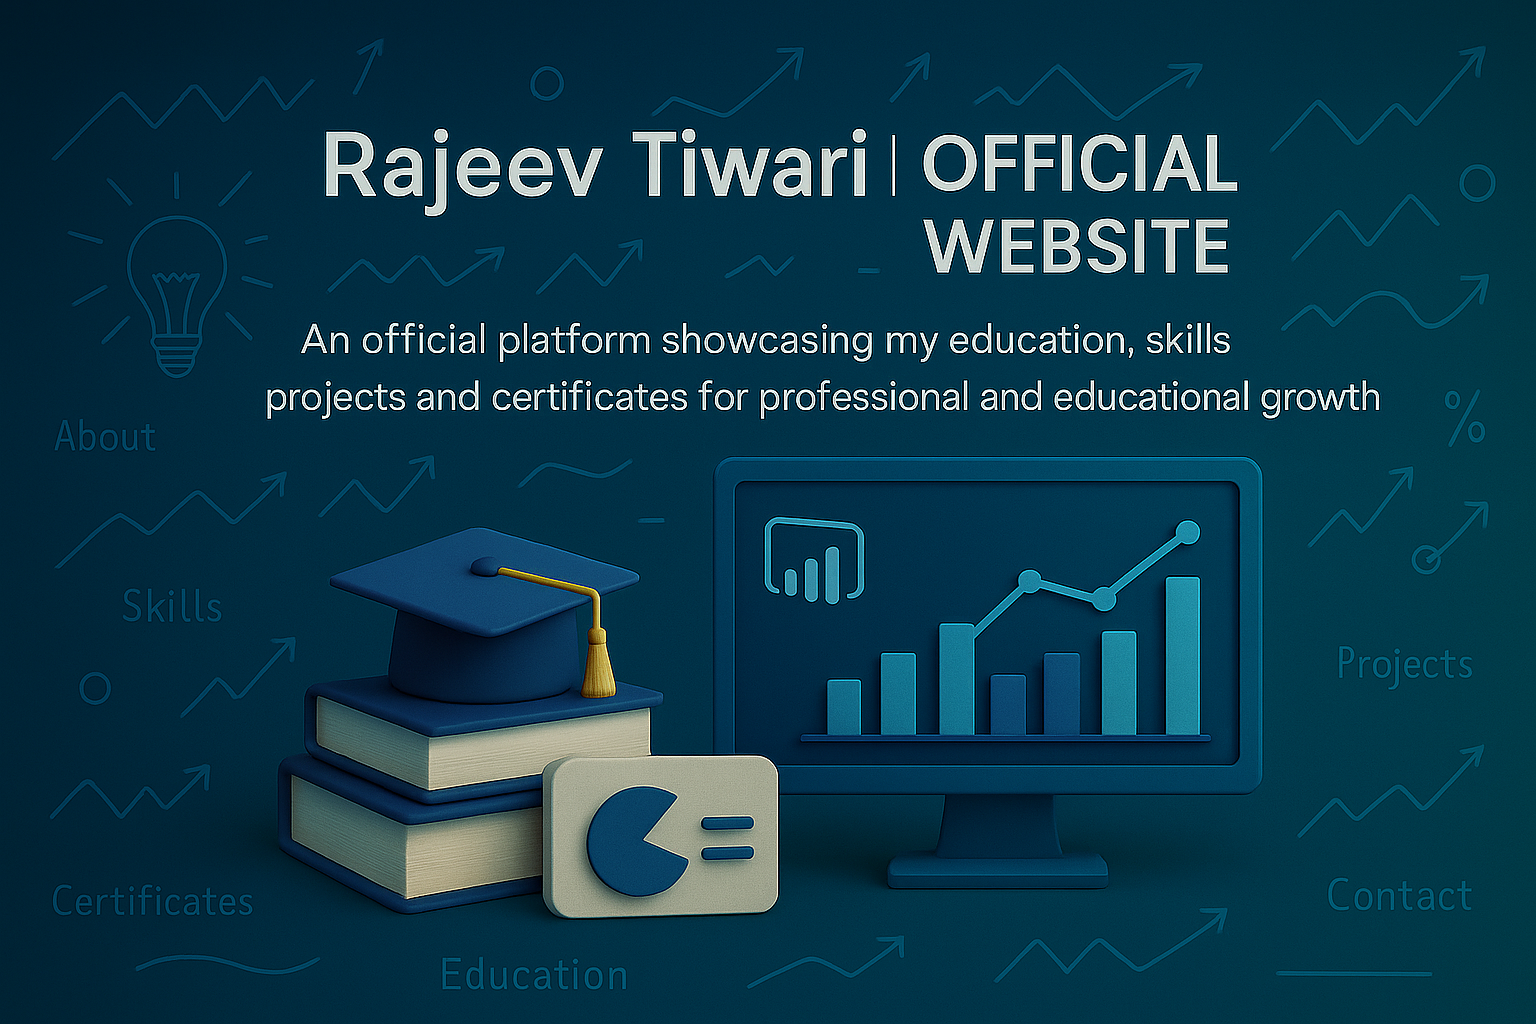 Rajeev Tiwari | OFFICIAL
WEBSITE
An official platform showcasing my education, skills
projects and certificates for professional and educational growth
%
About
Skills
Projects
Certificates
Contact
Education